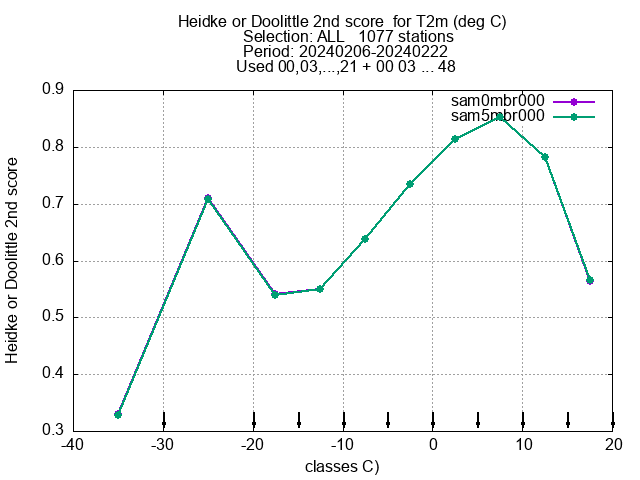 Heidke or Doolittle 2nd score  for T2m (deg C)
Selection: ALL   1077 stations
Period: 20240206-20240222
Used 00,03,...,21 + 00 03 ... 48
sam0mbr000
sam5mbr000
0.9
0.8
0.7
0.6
0.5
0.4
0.3
Heidke or Doolittle 2nd score
-40
-30
-20
-10
0
10
20
classes C)